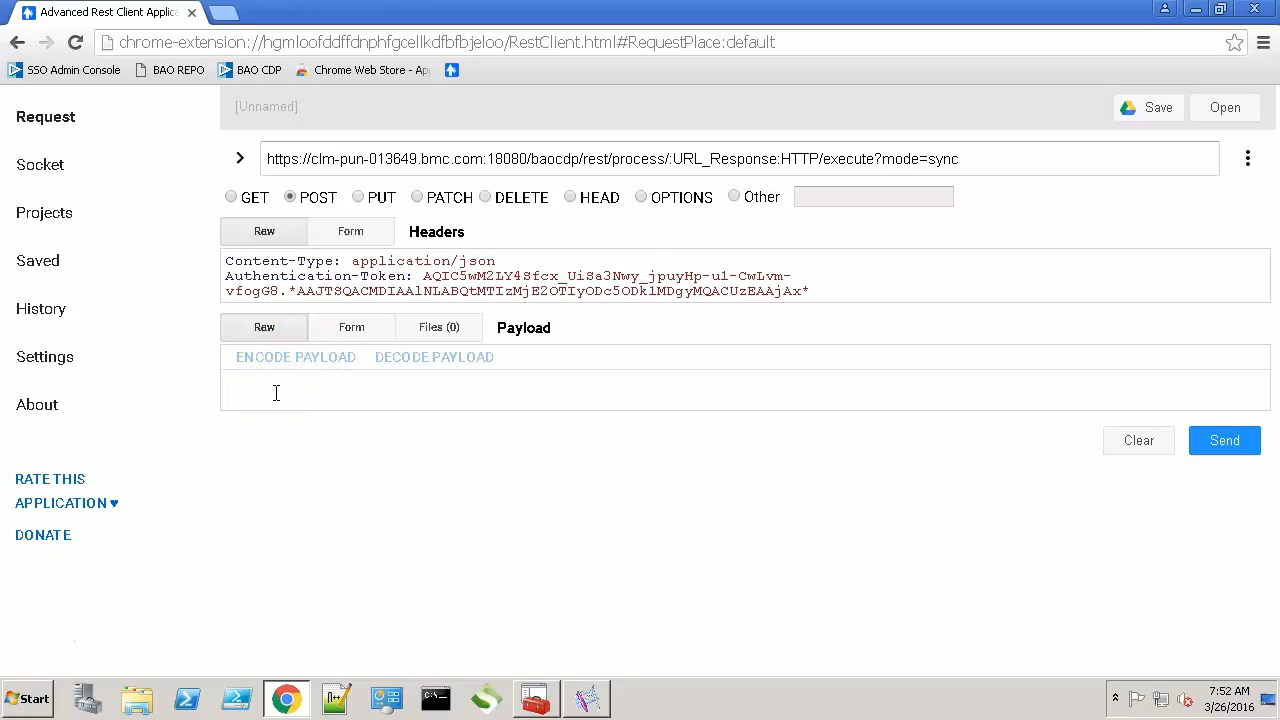 Advanced Rest Client Applica
chrome-extension://hgmloofddffdnphfgcellkdfbfbjeloo/RestClient.html#RequestPlace:default
SSO Admin Console BAO REPO BAO CDP Chrome Web Store - Ap
Request
[Unnamed] Save Open
https://clm-pun-013649.bmc.com:18080/baocdp/rest/process/:URL_Response:HTTP/execute?mode=sync
Socket
GET POST PUT PATCH DELETE HEAD OPTIONS Other
Projects
Raw Form Headers
Saved
Content-Type: application/json
Authentication-Token: AQIC5wM2LY4Sfcx_UiSa3Nwy_jpuyHp-u1-CwLvm-
vfogG8.*AAJTSQACMDIAAlNLABQtMTIzMjE2OTIyODc5ODk1MDgyMQACUzEAAjAx*
History
Raw Form Files (0) Payload
Settings
ENCODE PAYLOAD DECODE PAYLOAD
About
Clear Send
RATE THIS
APPLICATION ♥
DONATE
Start
7:52 AM
3/26/2016